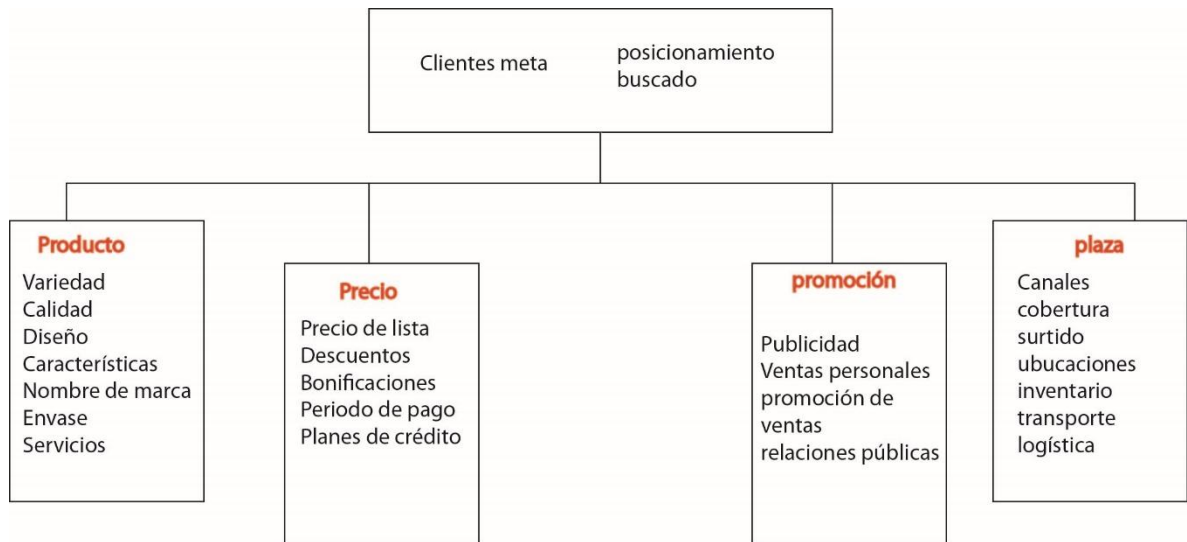 Clientes meta
posicionamiento
buscado
Producto
Variedad
Calidad
Diseño
Características
Nombre de marca
Envase
Servicios
Precio
Precio de lista
Descuentos
Bonificaciones
Periodo de pago
Planes de crédito
promoción
Publicidad
Ventas personales
promoción de
ventas
relaciones públicas
plaza
Canales
cobertura
surtido
ubucaciones
inventario
transporte
logística